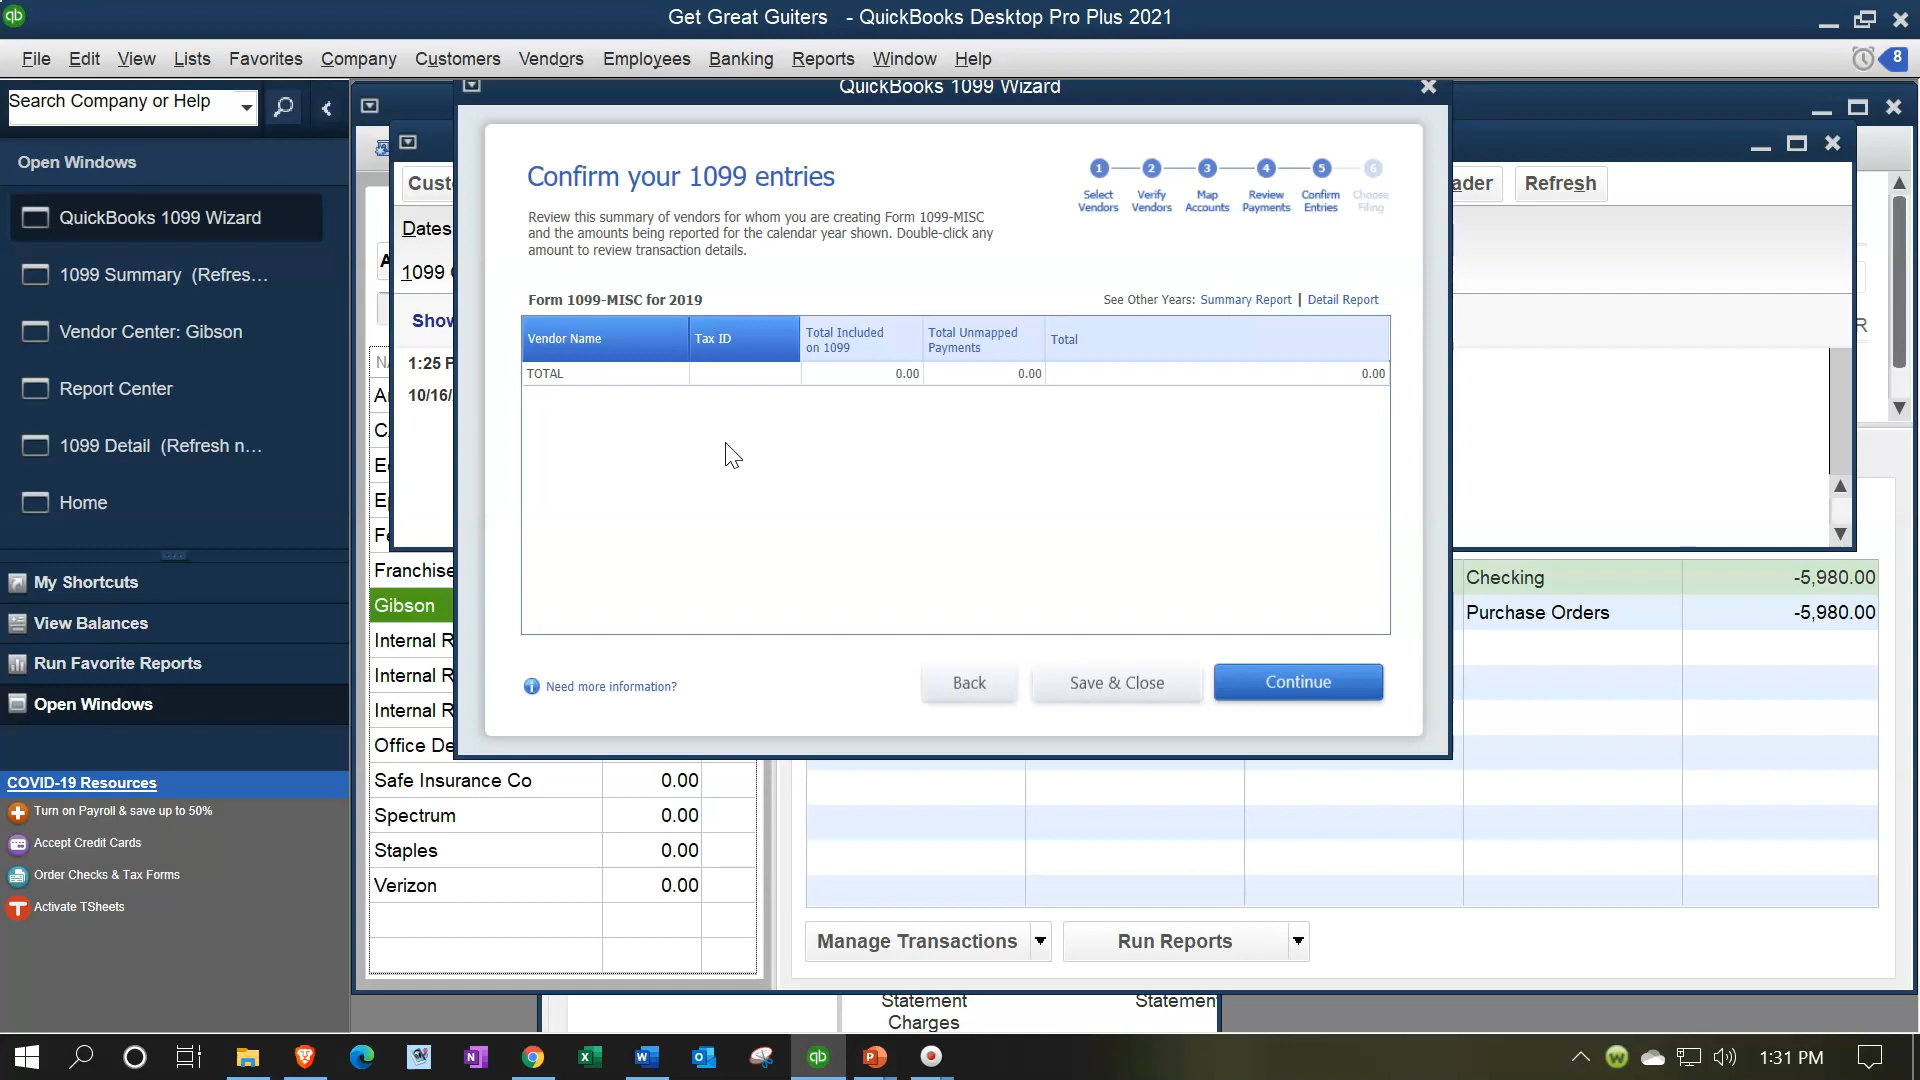 Get Great Guiters - QuickBooks Desktop Pro Plus 2021
File Edit View Lists Favorites Company Customers Vendors Employees Banking Reports Window Help
8
Search Company or Help
Open Windows
QuickBooks 1099 Wizard
1099 Summary (Refres...
Vendor Center: Gibson
Report Center
1099 Detail (Refresh n...
Home
My Shortcuts
View Balances
Run Favorite Reports
Open Windows
COVID-19 Resources
Turn on Payroll & save up to 50%
Accept Credit Cards
Order Checks & Tax Forms
Activate TSheets
QuickBooks 1099 Wizard
Confirm your 1099 entries
1 2 3 4 5 6
Select Vendors
Verify Vendors
Map Accounts
Review Payments
Confirm Entries
Choose Filing
Review this summary of vendors for whom you are creating Form 1099-MISC
and the amounts being reported for the calendar year shown. Double-click any
amount to review transaction details.
Form 1099-MISC for 2019
See Other Years: Summary Report | Detail Report
Vendor Name Tax ID Total Included on 1099 Total Unmapped Payments Total
TOTAL 0.00 0.00 0.00
Need more information?
Back Save & Close Continue
Cust
Dates
1099
Show
1:25 P
10/16/
ader Refresh
R
A
NA
Ar
C
Ec
Ep
Fe
Franchise
Gibson
Internal R
Internal R
Internal R
Office De
Safe Insurance Co 0.00
Spectrum 0.00
Staples 0.00
Verizon 0.00
Checking -5,980.00
Purchase Orders -5,980.00
Manage Transactions Run Reports
Statement Charges
Statemen
1:31 PM